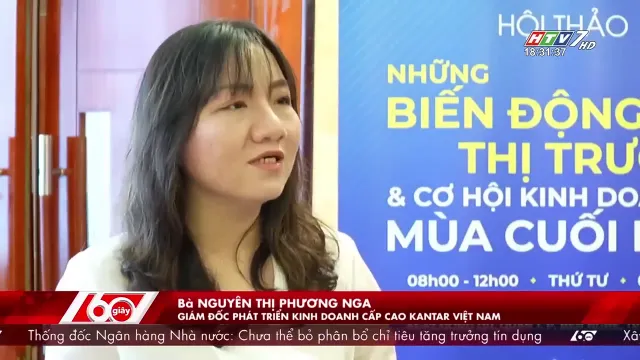 HỘI THẢO
HTV7 HD
18:31:37
NHỮNG
BIẾN ĐỘNG
THỊ TRƯỜ
& CƠ HỘI KINH DOA
MÙA CUỐI
08h00 - 12h00 | THỨ TƯ
60 giây
Bà NGUYỄN THỊ PHƯƠNG NGA
GIÁM ĐỐC PHÁT TRIỂN KINH DOANH CẤP CAO KANTAR VIỆT NAM
Thống đốc Ngân hàng Nhà nước: Chưa thể bỏ phân bổ chỉ tiêu tăng trưởng tín dụng
60 giây
Xâ